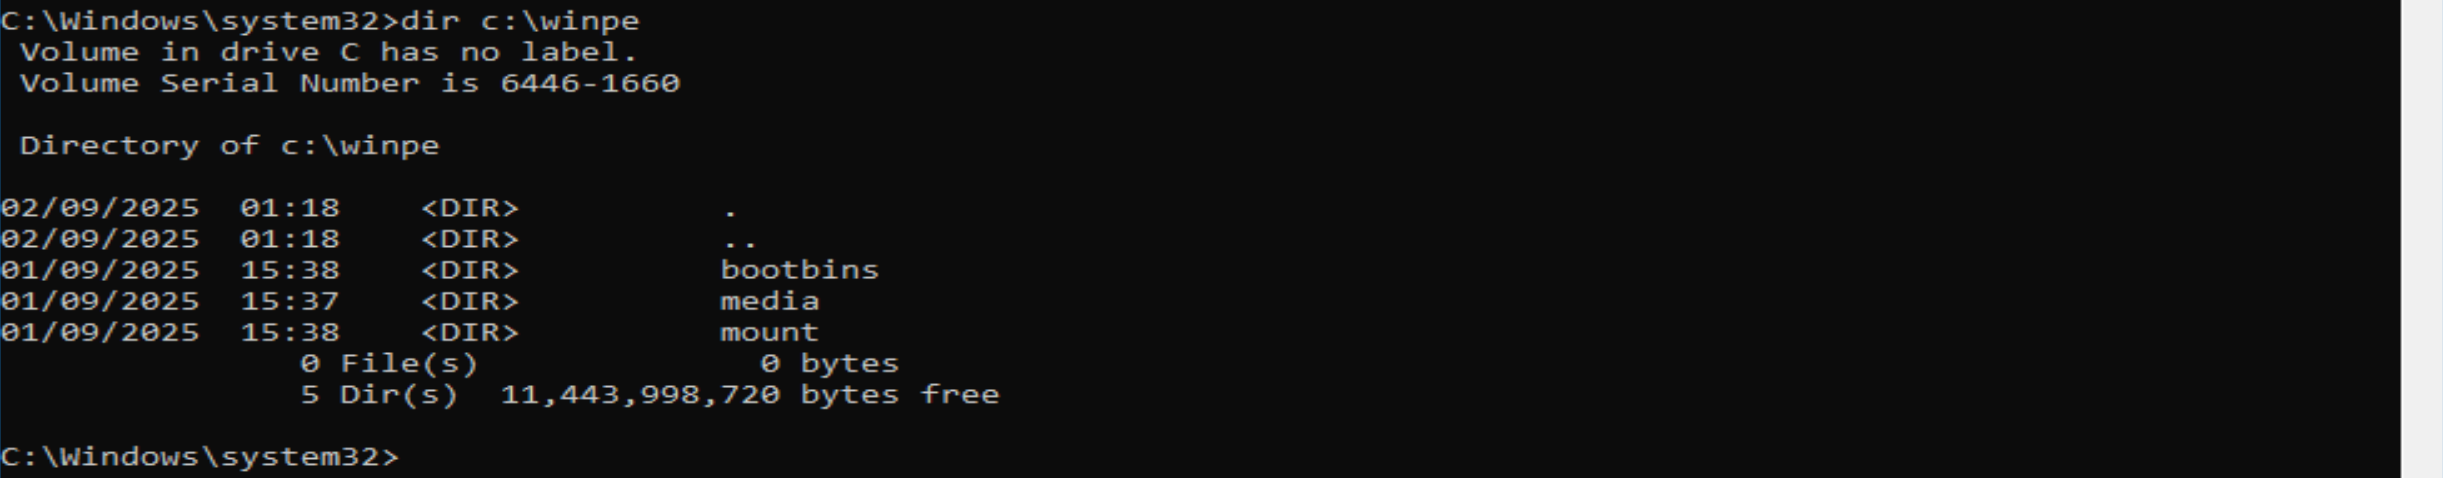 C:\Windows\system32>dir c:\winpe
 Volume in drive C has no label.
 Volume Serial Number is 6446-1660

 Directory of c:\winpe

02/09/2025  01:18    <DIR>          .
02/09/2025  01:18    <DIR>          ..
01/09/2025  15:38    <DIR>          bootbins
01/09/2025  15:37    <DIR>          media
01/09/2025  15:38    <DIR>          mount
               0 File(s)              0 bytes
               5 Dir(s)  11,443,998,720 bytes free

C:\Windows\system32>